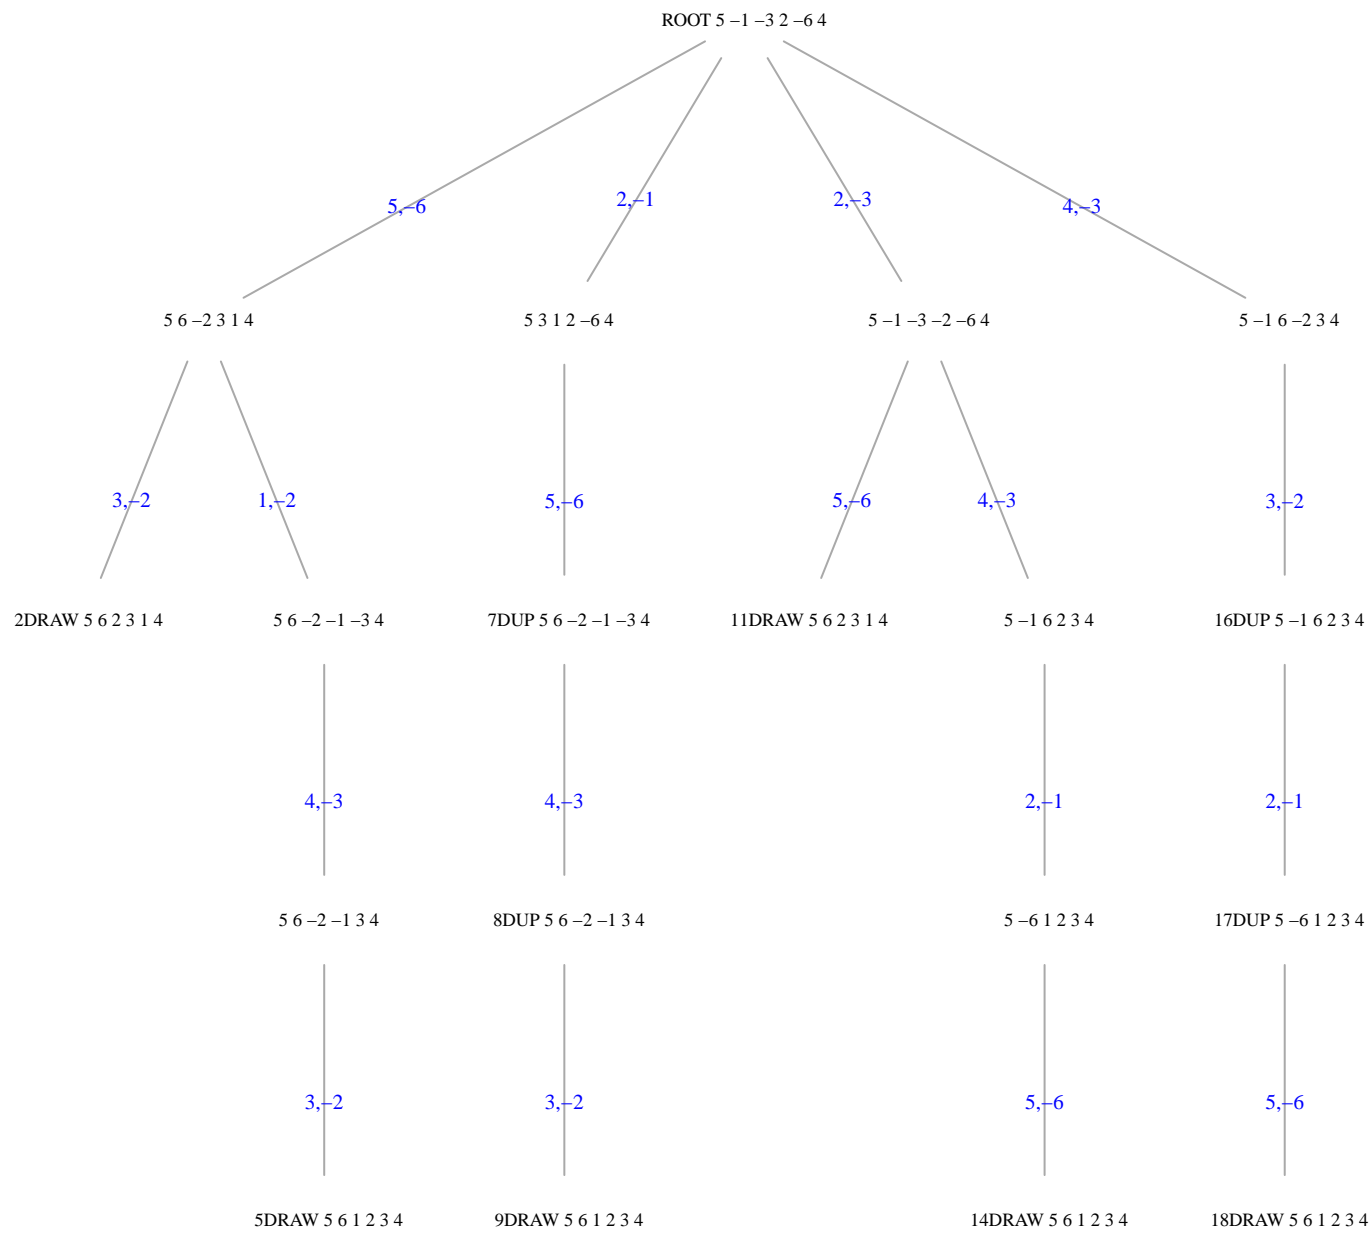 ROOT 5 –1 –3 2 –6 4
5,–6
2,–1
2,–3
4,–3
5 6 –2 3 1 4
5 3 1 2 –6 4
5 –1 –3 –2 –6 4
5 –1 6 –2 3 4
3,–2
1,–2
5,–6
5,–6
4,–3
3,–2
2DRAW 5 6 2 3 1 4
5 6 –2 –1 –3 4
7DUP 5 6 –2 –1 –3 4
11DRAW 5 6 2 3 1 4
5 –1 6 2 3 4
16DUP 5 –1 6 2 3 4
4,–3
4,–3
2,–1
2,–1
5 6 –2 –1 3 4
8DUP 5 6 –2 –1 3 4
5 –6 1 2 3 4
17DUP 5 –6 1 2 3 4
3,–2
3,–2
5,–6
5,–6
5DRAW 5 6 1 2 3 4
9DRAW 5 6 1 2 3 4
14DRAW 5 6 1 2 3 4
18DRAW 5 6 1 2 3 4